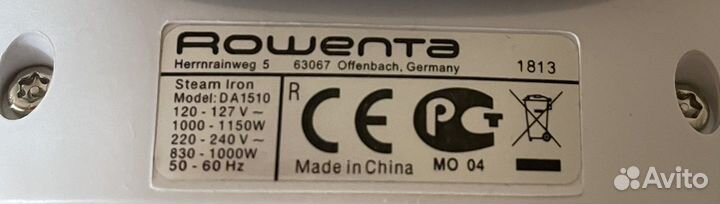 Rowenta
Herrnrainweg 5 63067 Offenbach, Germany 1813
Steam Iron
Model: DA1510
120 - 127 V ~
1000 - 1150W
220 - 240 V ~
830 - 1000W
50 - 60 Hz
R
CE
РСТ
Made in China MO 04
Avito